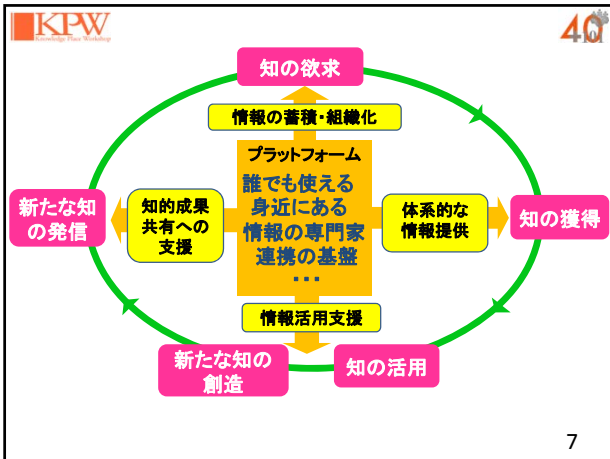 KPW
Knowledge Plaza Workshop
40
知の欲求
情報の蓄積・組織化
プラットフォーム
誰でも使える
身近にある
情報の専門家
連携の基盤
・・・
新たな知
の発信
知的成果
共有への
支援
体系的な
情報提供
知の獲得
情報活用支援
新たな知の
創造
知の活用
7